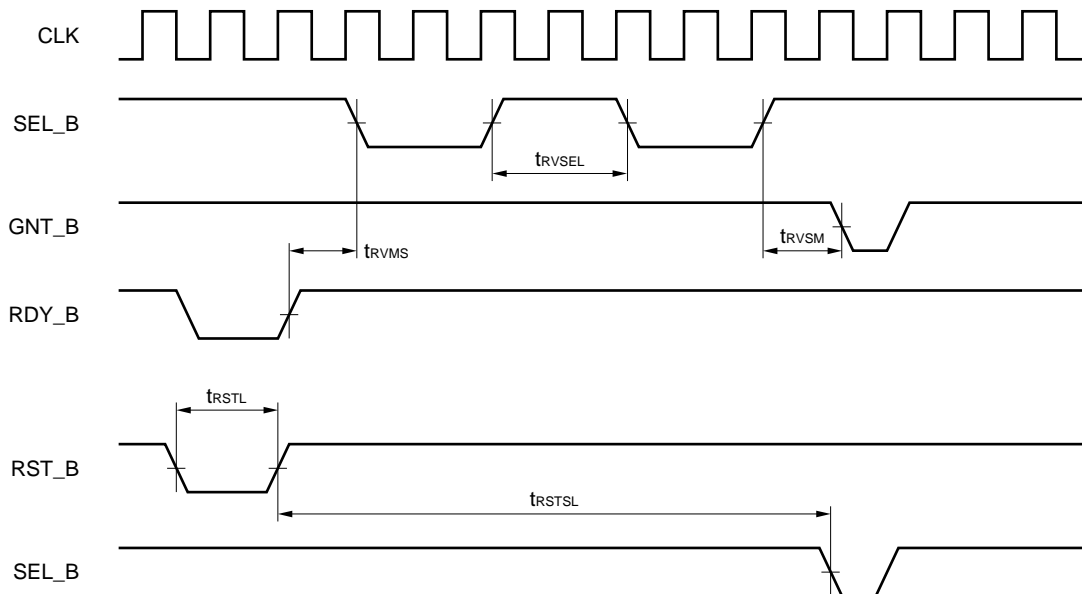 CLK
SEL_B
tRVSEL
GNT_B
tRVMS
tRVSM
RDY_B
tRSTL
RST_B
tRSTSL
SEL_B